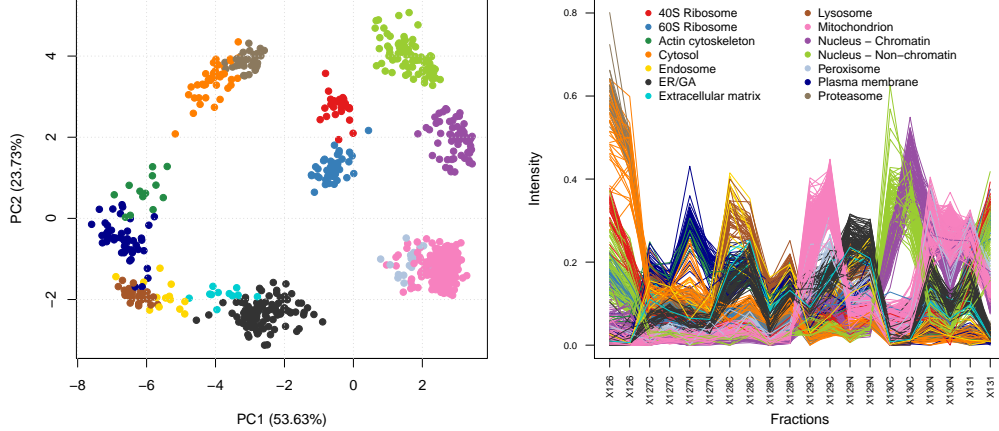 4
2
0
−2
PC2 (23.73%)
−8
−6
−4
−2
0
2
PC1 (53.63%)
0.8
0.6
0.4
0.2
0.0
Intensity
40S Ribosome
60S Ribosome
Actin cytoskeleton
Cytosol
Endosome
ER/GA
Extracellular matrix
Lysosome
Mitochondrion
Nucleus − Chromatin
Nucleus − Non−chromatin
Peroxisome
Plasma membrane
Proteasome
X126
X126
X127C
X127C
X127N
X127N
X128C
X128C
X128N
X128N
X129C
X129C
X129N
X129N
X130C
X130C
X130N
X130N
X131
X131
Fractions